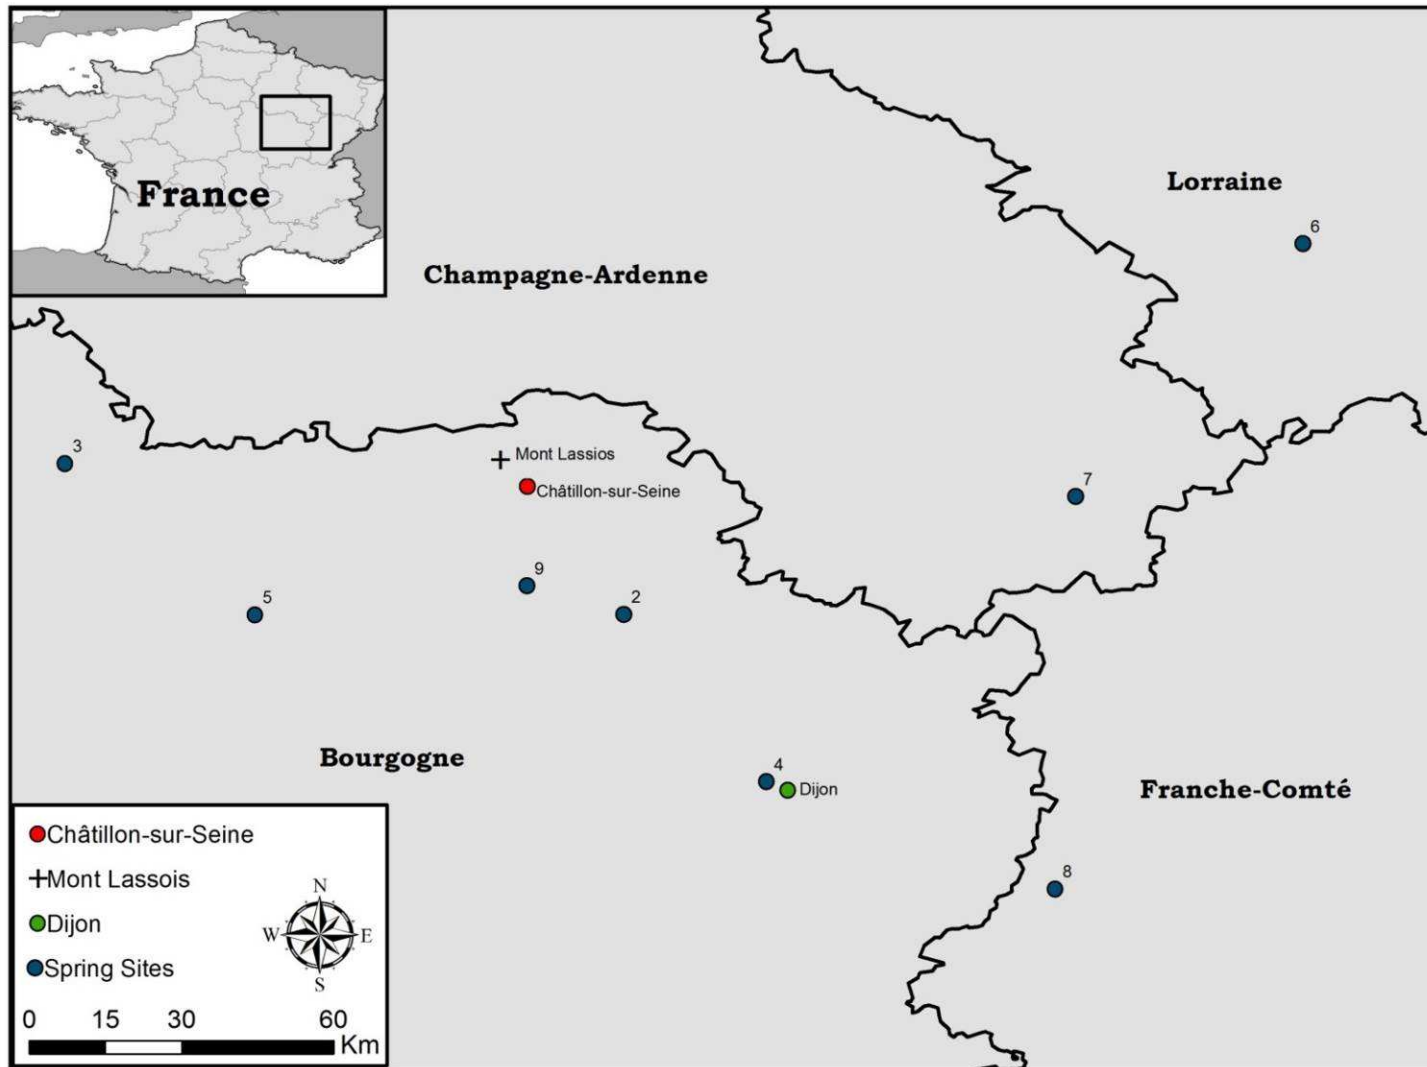 France
Lorraine
6
Champagne-Ardenne
3
Mont Lassios
Châtillon-sur-Seine
7
9
2
5
Bourgogne
4
Dijon
Franche-Comté
8
Châtillon-sur-Seine
Mont Lassois
Dijon
Spring Sites
N
W E
S
0 15 30 60
Km